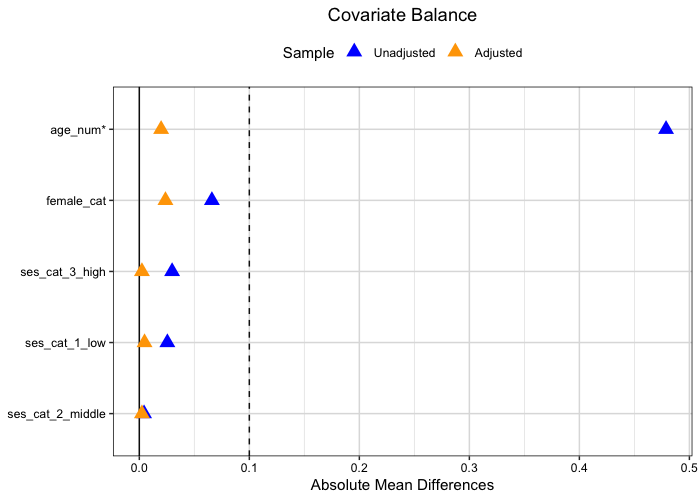 Covariate Balance
Sample Unadjusted Adjusted
age_num*
female_cat
ses_cat_3_high
ses_cat_1_low
ses_cat_2_middle
0.0 0.1 0.2 0.3 0.4 0.5
Absolute Mean Differences